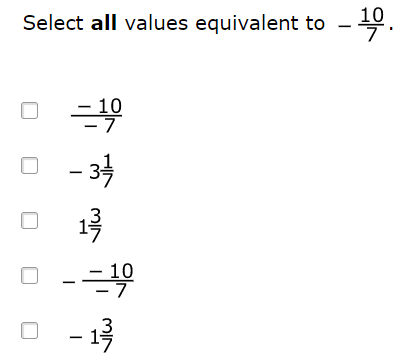 Select all values equivalent to − 10/7 .
− 10/− 7
− 3 1/7
1 3/7
− − 10/− 7
− 1 3/7